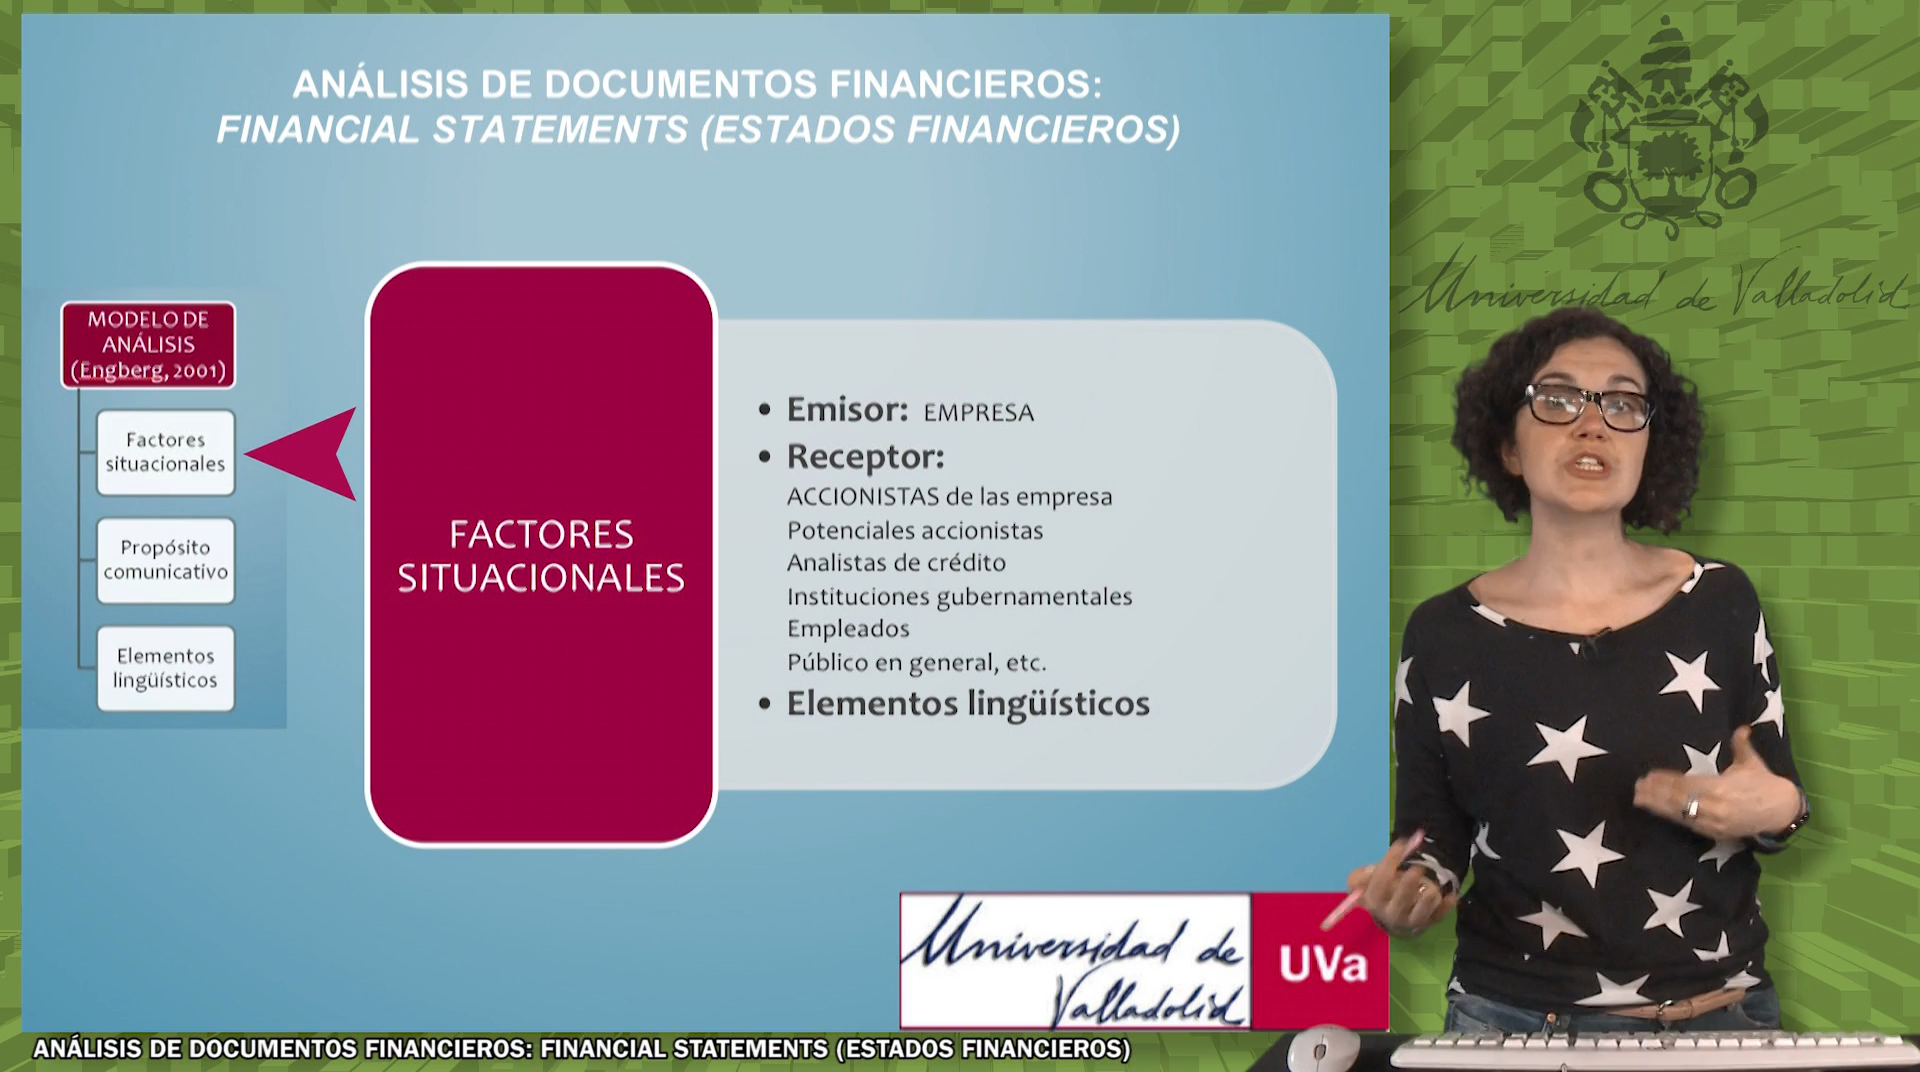 ANÁLISIS DE DOCUMENTOS FINANCIEROS:
FINANCIAL STATEMENTS (ESTADOS FINANCIEROS)
MODELO DE
ANÁLISIS
(Engberg, 2001)
Factores
situacionales
Propósito
comunicativo
Elementos
lingüísticos
FACTORES
SITUACIONALES
• Emisor: EMPRESA
• Receptor:
ACCIONISTAS de las empresa
Potenciales accionistas
Analistas de crédito
Instituciones gubernamentales
Empleados
Público en general, etc.
• Elementos lingüísticos
Universidad de Valladolid
Universidad de
Valladolid
UVa
ANÁLISIS DE DOCUMENTOS FINANCIEROS: FINANCIAL STATEMENTS (ESTADOS FINANCIEROS)